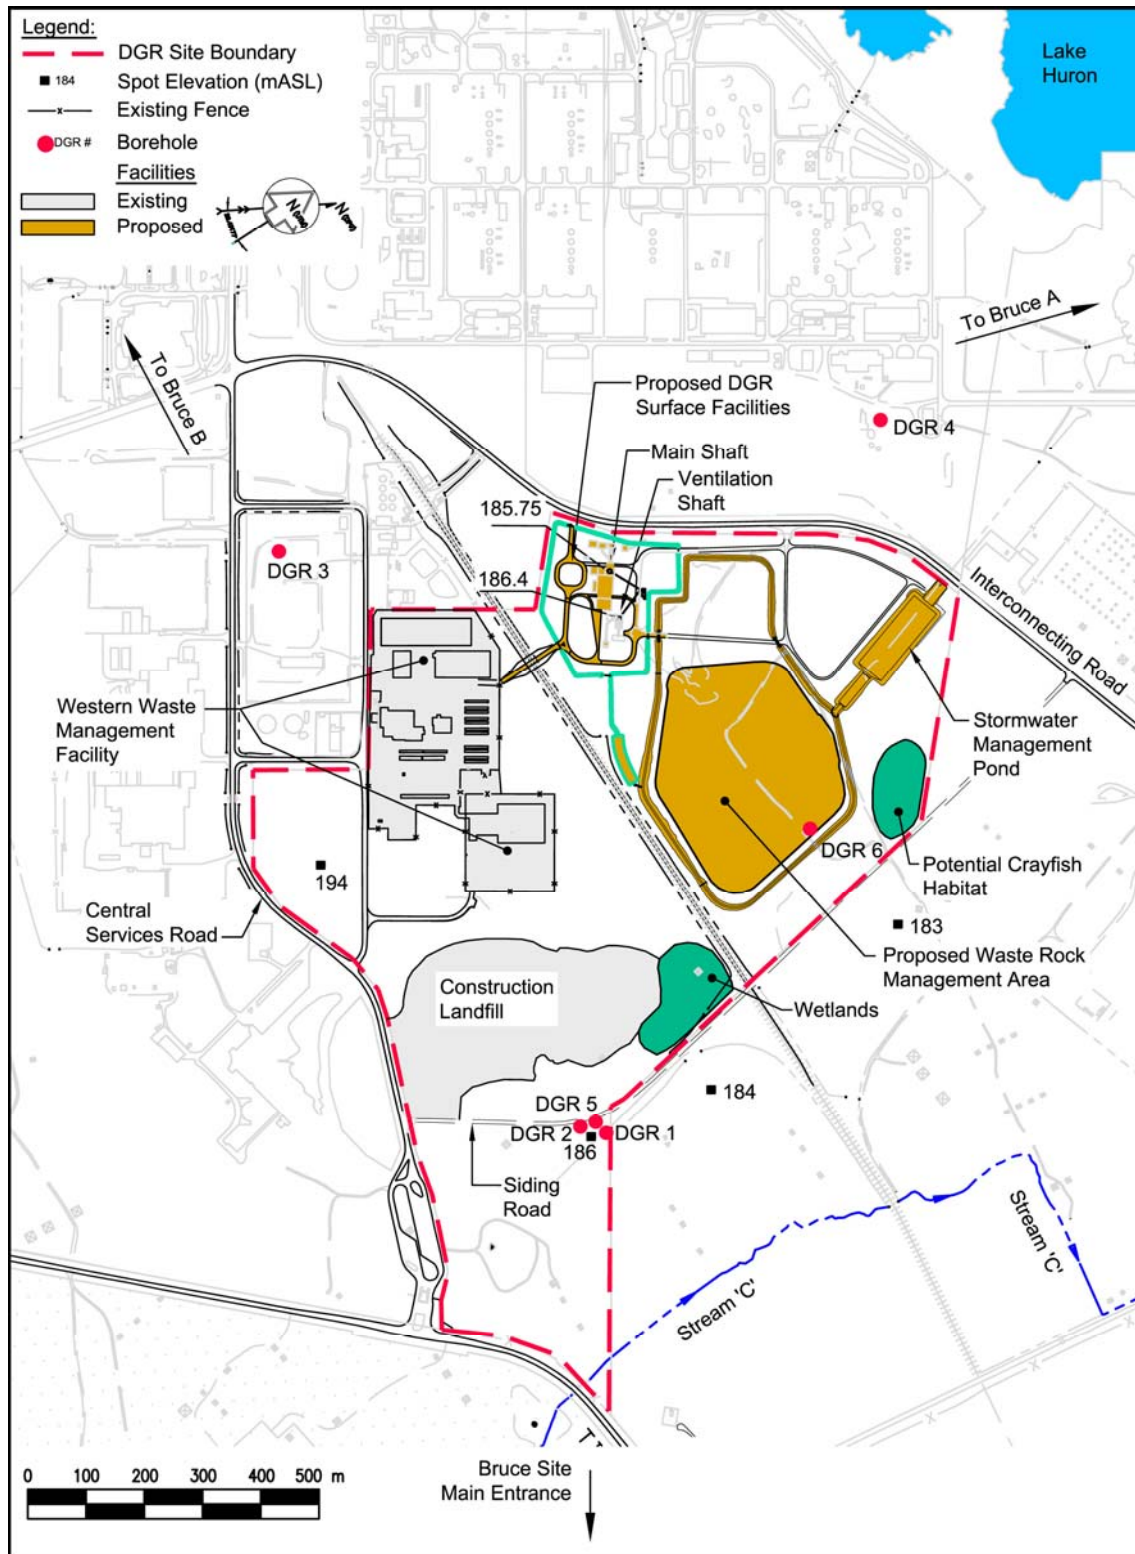 Legend:
DGR Site Boundary
184 Spot Elevation (mASL)
Existing Fence
DGR # Borehole
Facilities
Existing
Proposed
Lake
Huron
To Bruce A
To Bruce B
Proposed DGR
Surface Facilities
DGR 4
Main Shaft
Ventilation
Shaft
185.75
DGR 3
186.4
Interconnecting Road
Western Waste
Management
Facility
Stormwater
Management
Pond
DGR 6
Potential Crayfish
Habitat
194
Central
Services Road
183
Proposed Waste Rock
Management Area
Construction
Landfill
Wetlands
184
DGR 5
DGR 2
DGR 1
186
Siding
Road
Stream 'C'
Stream 'C'
0 100 200 300 400 500 m
Bruce Site
Main Entrance